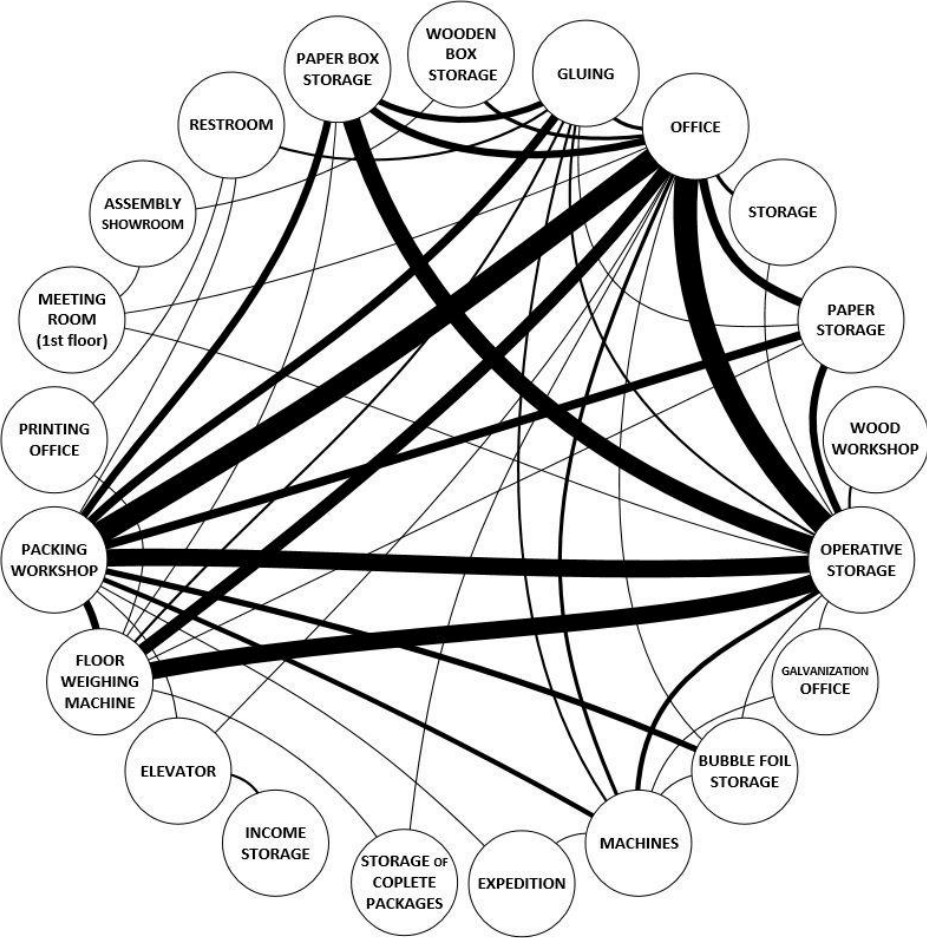 WOODEN
BOX
STORAGE
PAPER BOX
STORAGE
GLUING
RESTROOM
OFFICE
ASSEMBLY
SHOWROOM
STORAGE
MEETING
ROOM
(1st floor)
PAPER
STORAGE
PRINTING
OFFICE
WOOD
WORKSHOP
PACKING
WORKSHOP
OPERATIVE
STORAGE
FLOOR
WEIGHING
MACHINE
GALVANIZATION
OFFICE
ELEVATOR
BUBBLE FOIL
STORAGE
INCOME
STORAGE
MACHINES
STORAGE OF
COPLETE
PACKAGES
EXPEDITION